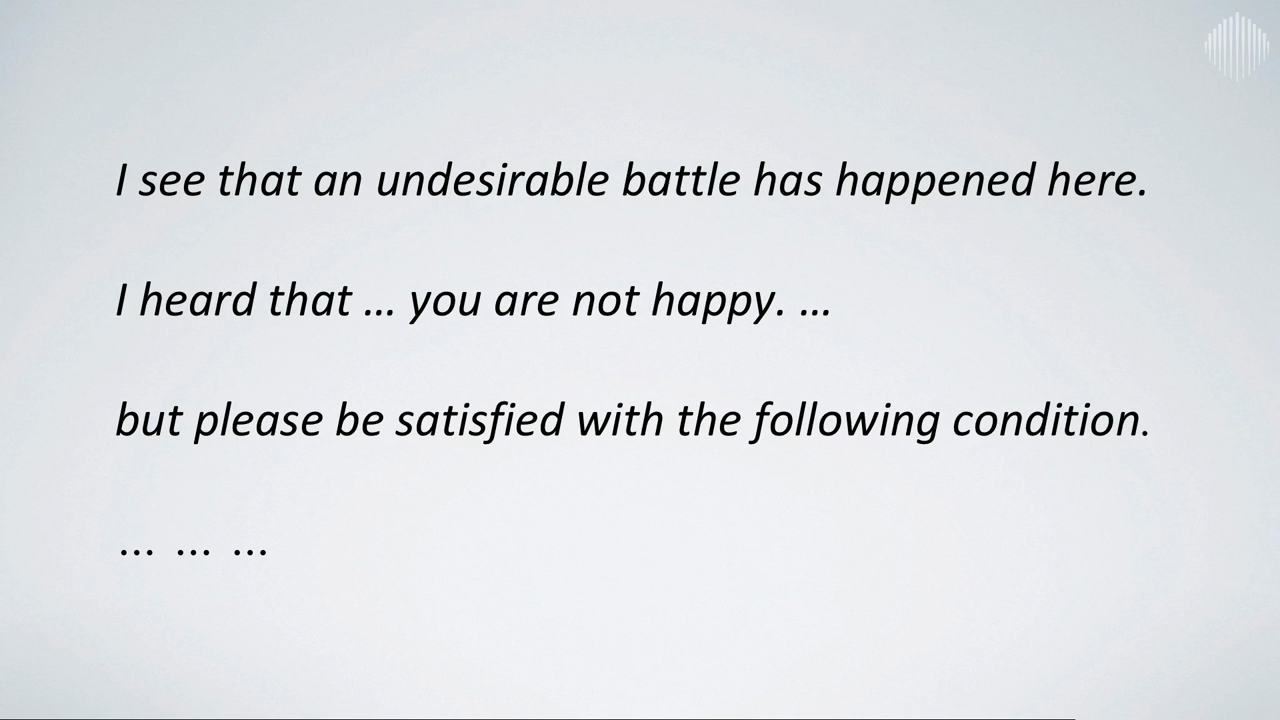 I see that an undesirable battle has happened here.
I heard that … you are not happy. …
but please be satisfied with the following condition.
… … …